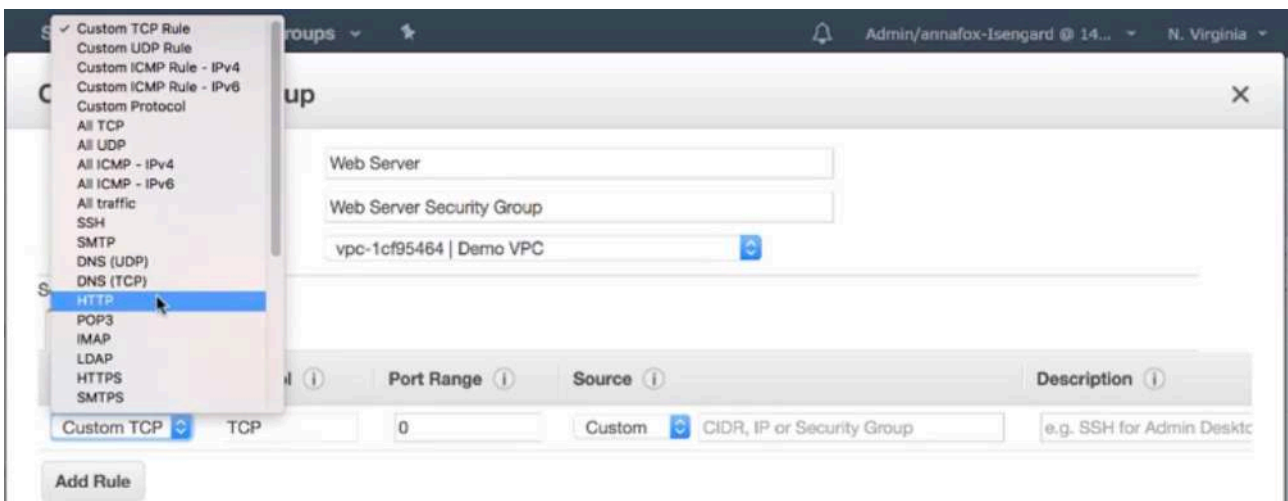 ✓ Custom TCP Rule
Custom UDP Rule
Custom ICMP Rule - IPv4
Custom ICMP Rule - IPv6
Custom Protocol
All TCP
All UDP
All ICMP - IPv4
All ICMP - IPv6
All traffic
SSH
SMTP
DNS (UDP)
DNS (TCP)
HTTP
POP3
IMAP
LDAP
HTTPS
SMTPS
S roups Admin/annafox-Isengard @ 14... N. Virginia
C up ×
Web Server
Web Server Security Group
vpc-1cf95464 | Demo VPC
S
l Port Range Source Description
Custom TCP TCP 0 Custom CIDR, IP or Security Group e.g. SSH for Admin Deskto
Add Rule